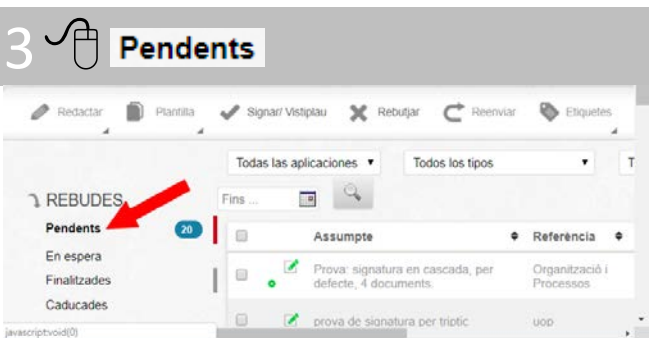 3 Pendents
Redactar Plantilla Signar/ Vistiplau Rebutjar Reenviar Etiquetes
Todas las aplicaciones Todos los tipos T
REBUDES Fins ...
Pendents 20 Assumpte Referència
En espera Prova: signatura en cascada, per Organització i
Finalitzades defecte, 4 documents. Processos
Caducades
prova de signatura per triptic uop
javascript:void(0)